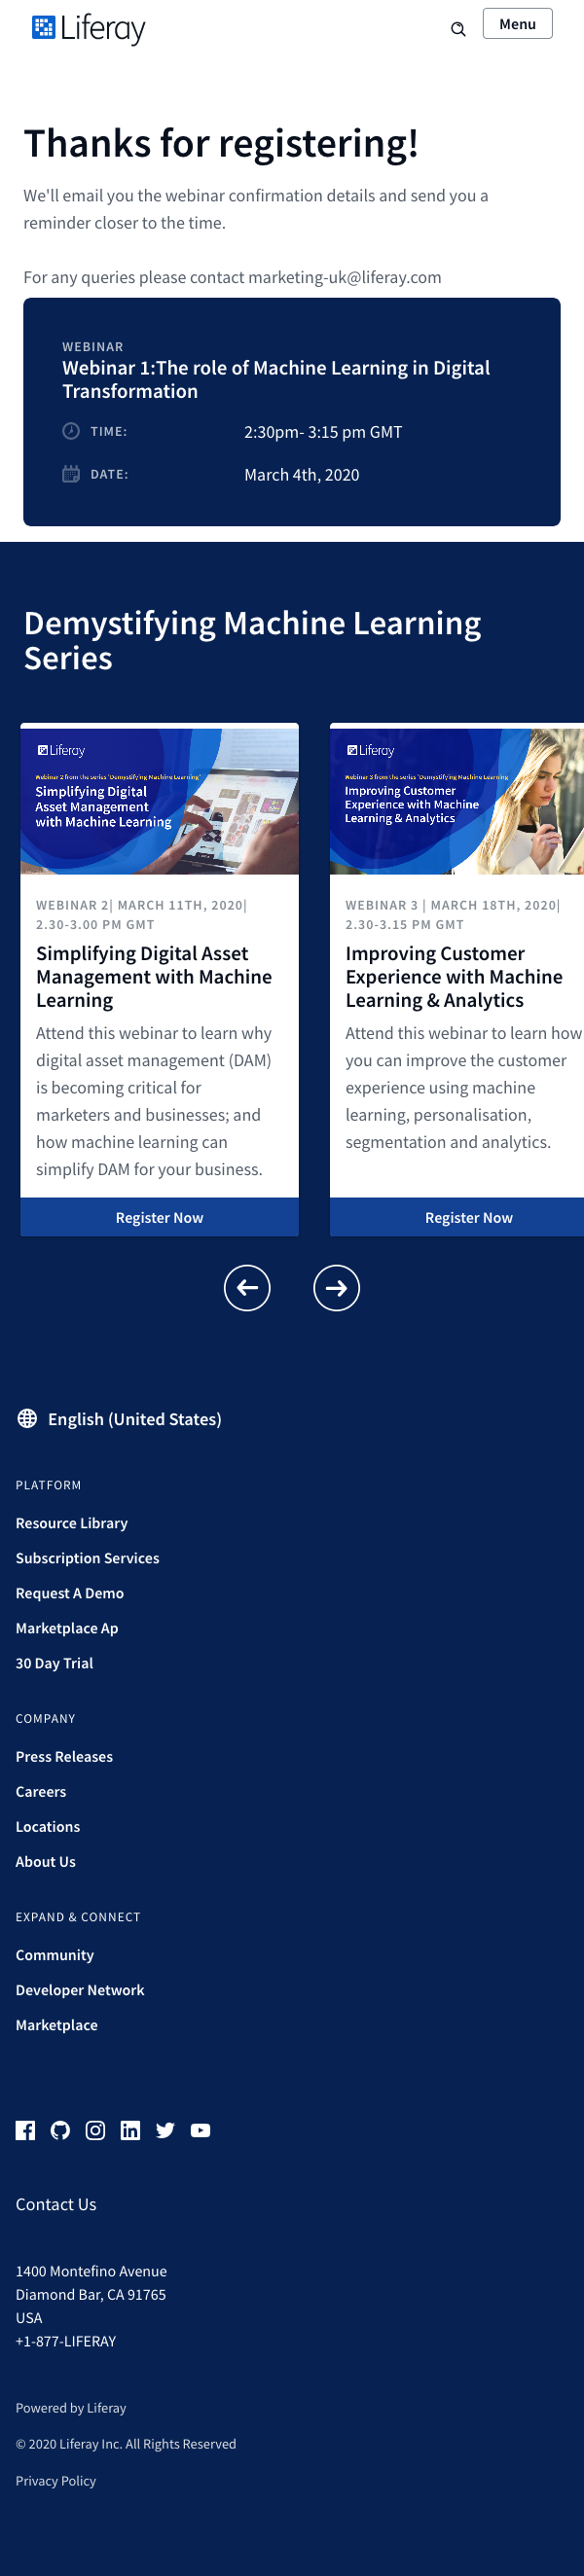 Liferay
Menu
Thanks for registering!
We'll email you the webinar confirmation details and send you a
reminder closer to the time.
For any queries please contact marketing-uk@liferay.com
WEBINAR
Webinar 1:The role of Machine Learning in Digital
Transformation
TIME: 2:30pm- 3:15 pm GMT
DATE: March 4th, 2020
Demystifying Machine Learning
Series
Liferay
Webinar 2 from the series "Demystifying Machine Learning"
Simplifying Digital
Asset Management
with Machine Learning
WEBINAR 2| MARCH 11TH, 2020|
2.30-3.00 PM GMT
Simplifying Digital Asset
Management with Machine
Learning
Attend this webinar to learn why
digital asset management (DAM)
is becoming critical for
marketers and businesses; and
how machine learning can
simplify DAM for your business.
Register Now
Liferay
Webinar 3 from the series "Demystifying Machine Learning
Improving Customer
Experience with Machine
Learning & Analytics
WEBINAR 3 | MARCH 18TH, 2020|
2.30-3.15 PM GMT
Improving Customer
Experience with Machine
Learning & Analytics
Attend this webinar to learn how
you can improve the customer
experience using machine
learning, personalisation,
segmentation and analytics.
Register Now
English (United States)
PLATFORM
Resource Library
Subscription Services
Request A Demo
Marketplace Ap
30 Day Trial
COMPANY
Press Releases
Careers
Locations
About Us
EXPAND & CONNECT
Community
Developer Network
Marketplace
Contact Us
1400 Montefino Avenue
Diamond Bar, CA 91765
USA
+1-877-LIFERAY
Powered by Liferay
© 2020 Liferay Inc. All Rights Reserved
Privacy Policy